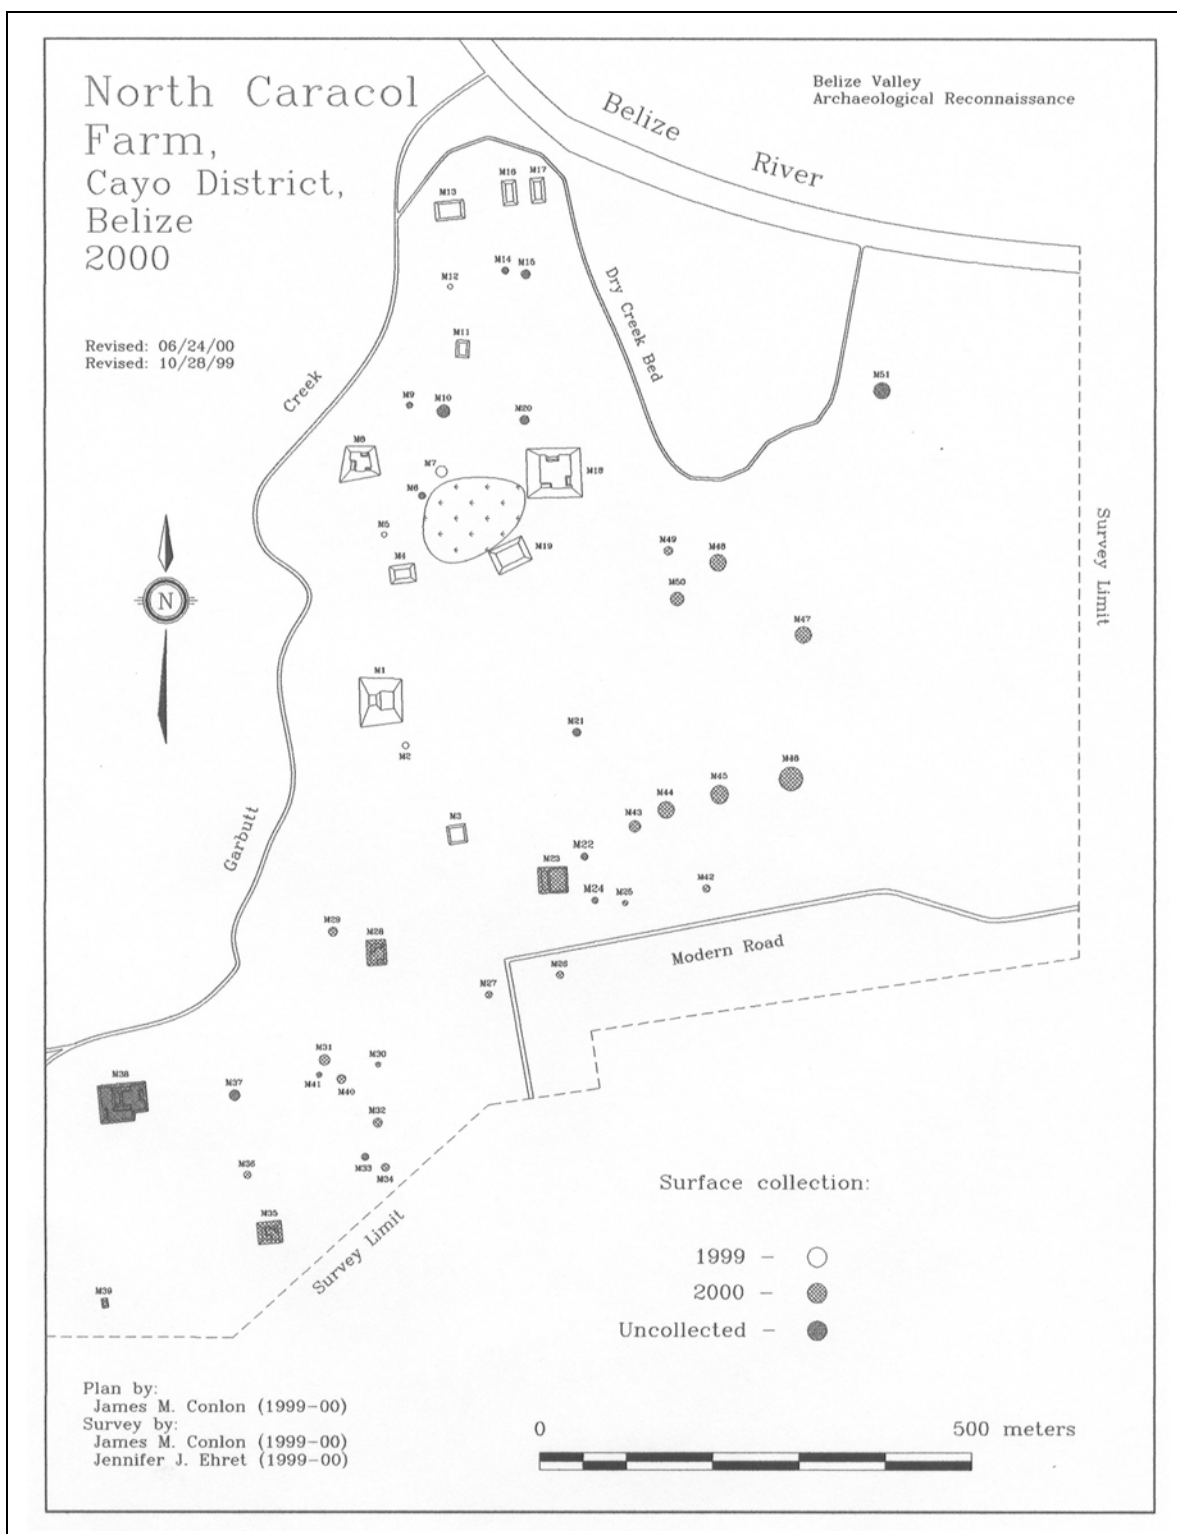 North Caracol
Farm,
Cayo District,
Belize
2000
Belize Valley
Archaeological Reconnaissance
Revised: 06/24/00
Revised: 10/28/99
Belize River
M16
M17
M13
M14
M15
M12
Dry Creek Bed
M11
Creek
M51
M9
M10
M20
M8
M7
M18
M6
M5
M19
M4
M49
M48
Survey Limit
M50
N
M47
M1
M21
M2
M46
M45
M44
M3
M43
Garbutt
M22
M23
M24
M25
M42
M29
M28
Modern Road
M26
M27
M31
M30
M41
M40
M38
M37
M32
M33
M34
M36
M35
Survey Limit
M39
Surface collection:
1999 -
2000 -
Uncollected -
Plan by:
James M. Conlon (1999-00)
Survey by:
James M. Conlon (1999-00)
Jennifer J. Ehret (1999-00)
0
500 meters